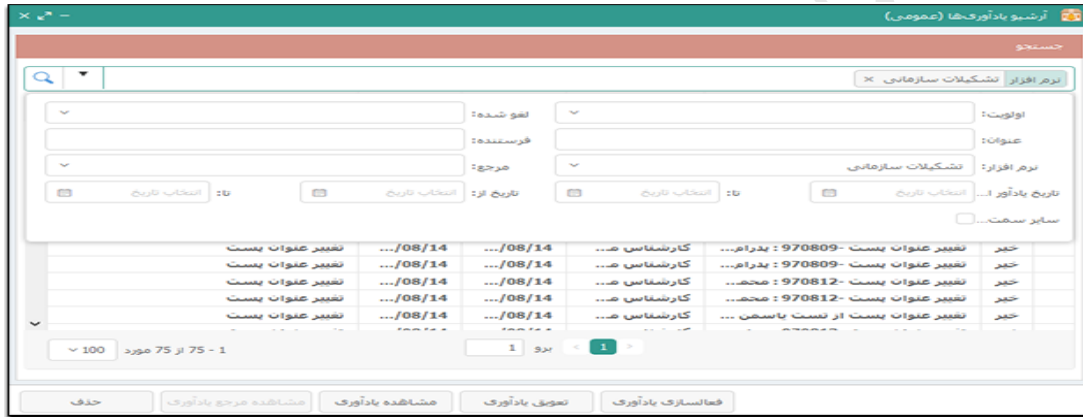 آرشیو یادآوری‌ها (عمومی)
جستجو
نرم افزار تشکیلات سازمانی ×
اولویت: لغو شده:
عنوان: فرستنده:
نرم افزار: تشکیلات سازمانی مرجع:
تاریخ یادآور ا... انتخاب تاریخ تا: انتخاب تاریخ تاریخ از: انتخاب تاریخ تا: انتخاب تاریخ
سایر سمت...
خیر تغییر عنوان پست -970809 : پدرام... کارشناس م... .../08/14 .../08/14 تغییر عنوان پست
خیر تغییر عنوان پست -970809 : پدرام... کارشناس م... .../08/14 .../08/14 تغییر عنوان پست
خیر تغییر عنوان پست -970812 : محمد... کارشناس م... .../08/14 .../08/14 تغییر عنوان پست
خیر تغییر عنوان پست -970812 : محمد... کارشناس م... .../08/14 .../08/14 تغییر عنوان پست
خیر تغییر عنوان پست از تست یاسمن ... کارشناس م... .../08/14 .../08/14 تغییر عنوان پست
< 1 > برو 1 1 - 75 از 75 مورد 100
فعالسازی یادآوری تعویق یادآوری مشاهده یادآوری مشاهده مرجع یادآوری حذف